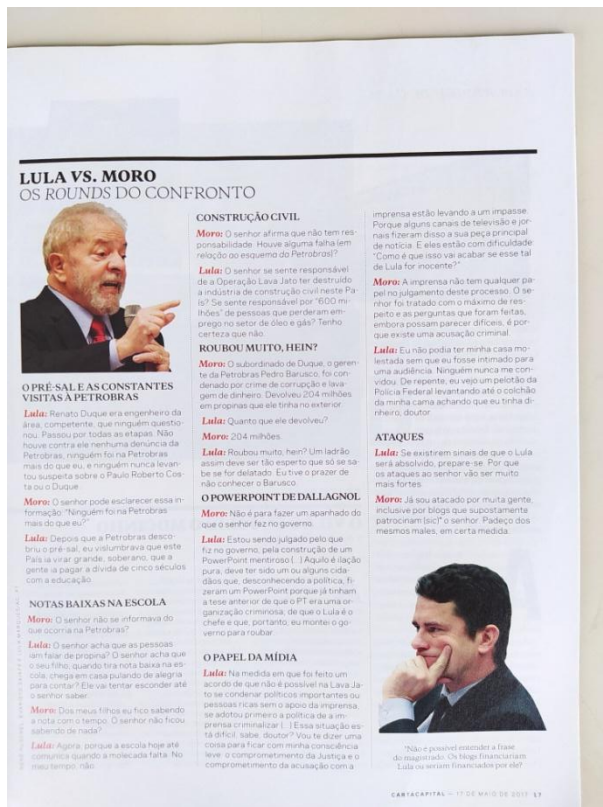 LULA VS. MORO
OS ROUNDS DO CONFRONTO
O PRÉ-SAL E AS CONSTANTES
VISITAS À PETROBRAS
Lula: Renato Duque era engenheiro da
área, competente, que ninguém questio-
nou. Passou por todas as etapas. Não
houve contra ele nenhuma denúncia da
Petrobras, ninguém foi na Petrobras
mais do que eu, e ninguém nunca levan-
tou suspeita sobre o Paulo Roberto Cos-
ta ou o Duque.
Moro: O senhor pode esclarecer essa in-
formação: "Ninguém foi na Petrobras
mais do que eu?"
Lula: Depois que a Petrobras desco-
briu o pré-sal, eu vislumbrava que este
País ia virar grande, soberano, que a
gente ia pagar a dívida de cinco séculos
com a educação.
NOTAS BAIXAS NA ESCOLA
Moro: O senhor não se informava do
que ocorria na Petrobras?
Lula: O senhor acha que as pessoas
iam falar de propina? O senhor acha que
o seu filho, quando tira nota baixa na es-
cola, chega em casa pulando de alegria
para contar? Ele vai tentar esconder até
o senhor saber.
Moro: Dos meus filhos eu fico sabendo
a nota com o tempo. O senhor não ficou
sabendo de nada?
Lula: Agora, porque a escola hoje até
comunica quando a molecada falta. No
meu tempo, não.
CONSTRUÇÃO CIVIL
Moro: O senhor afirma que não tem res-
ponsabilidade. Houve alguma falha (em
relação ao esquema da Petrobras)?
Lula: O senhor se sente responsável
de a Operação Lava Jato ter destruído
a indústria de construção civil neste Pa-
ís? Se sente responsável por "600 mi-
lhões" de pessoas que perderam em-
prego no setor de óleo e gás? Tenho
certeza que não.
ROUBOU MUITO, HEIN?
Moro: O subordinado de Duque, o geren-
te da Petrobras Pedro Barusco, foi con-
denado por crime de corrupção e lava-
gem de dinheiro. Devolveu 204 milhões
em propinas que ele tinha no exterior.
Lula: Quanto que ele devolveu?
Moro: 204 milhões.
Lula: Roubou muito, hein? Um ladrão
assim deve ser tão esperto que só se sa-
be se for delatado. Eu tive o prazer de
não conhecer o Barusco.
O POWERPOINT DE DALLAGNOL
Moro: Não é para fazer um apanhado do
que o senhor fez no governo.
Lula: Estou sendo julgado pelo que
fiz no governo, pela construção de um
PowerPoint mentiroso (...) Aquilo é ilação
pura, deve ter sido um ou alguns cida-
dãos que, desconhecendo a política, fi-
zeram um PowerPoint porque já tinham
a tese anterior de que o PT era uma or-
ganização criminosa, de que o Lula é o
chefe e que, portanto, eu montei o go-
verno para roubar.
O PAPEL DA MÍDIA
Lula: Na medida em que foi feito um
acordo de que não é possível na Lava Ja-
to se condenar políticos importantes ou
pessoas ricas sem o apoio da imprensa,
se adotou primeiro a política de a im-
prensa criminalizar (...) Essa situação es-
tá difícil, sabe, doutor? Vou te dizer uma
coisa para ficar com minha consciência
leve: o comprometimento da Justiça e o
comprometimento da acusação com a
imprensa estão levando a um impasse.
Porque alguns canais de televisão e jor-
nais fizeram disso a sua peça principal
de notícia. E eles estão com dificuldade:
"Como é que isso vai acabar se esse tal
de Lula for inocente?"
Moro: A imprensa não tem qualquer pa-
pel no julgamento deste processo. O se-
nhor foi tratado com o máximo de res-
peito e as perguntas que foram feitas,
embora possam parecer difíceis, é por-
que existe uma acusação criminal.
Lula: Eu não podia ter minha casa mo-
lestada sem que eu fosse intimado para
uma audiência. Ninguém nunca me con-
vidou. De repente, eu vejo um pelotão da
Polícia Federal levantando até o colchão
da minha cama achando que eu tinha di-
nheiro, doutor.
ATAQUES
Lula: Se existirem sinais de que o Lula
será absolvido, prepare-se. Por que
os ataques ao senhor vão ser muito
mais fortes.
Moro: Já sou atacado por muita gente,
inclusive por blogs que supostamente
patrocinam (sic)* o senhor. Padeço dos
mesmos males, em certa medida.
*Não é possível entender a frase
do magistrado. Os blogs financiariam
Lula ou seriam financiados por ele?
CARTACAPITAL — 17 DE MAIO DE 2017 17